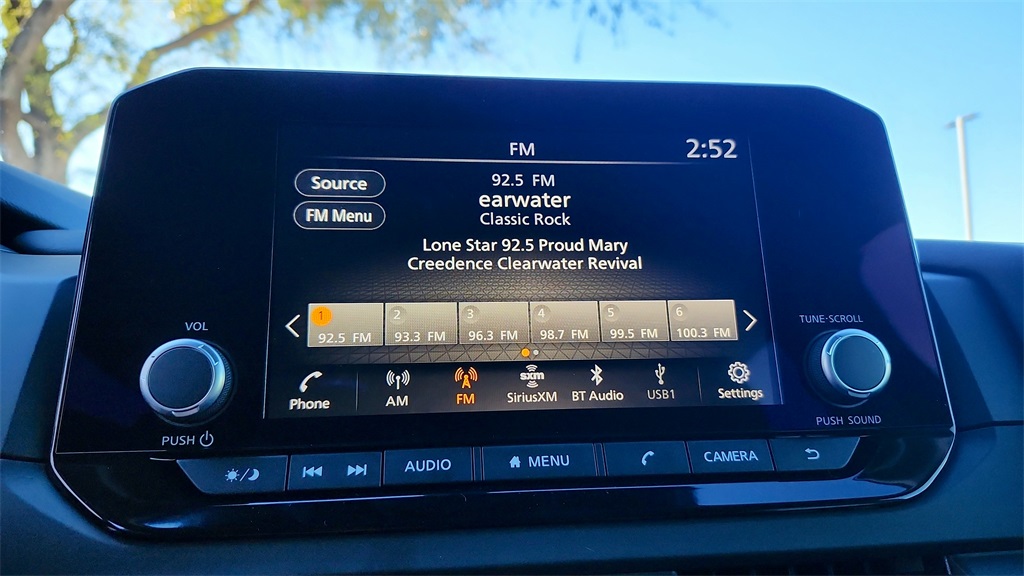 FM 2:52
Source
FM Menu
92.5 FM
earwater
Classic Rock
Lone Star 92.5 Proud Mary
Creedence Clearwater Revival
1 2 3 4 5 6
92.5 FM 93.3 FM 96.3 FM 98.7 FM 99.5 FM 100.3 FM
Phone AM FM sxm SiriusXM BT Audio USB1 Settings
VOL
PUSH
TUNE·SCROLL
PUSH SOUND
AUDIO MENU CAMERA